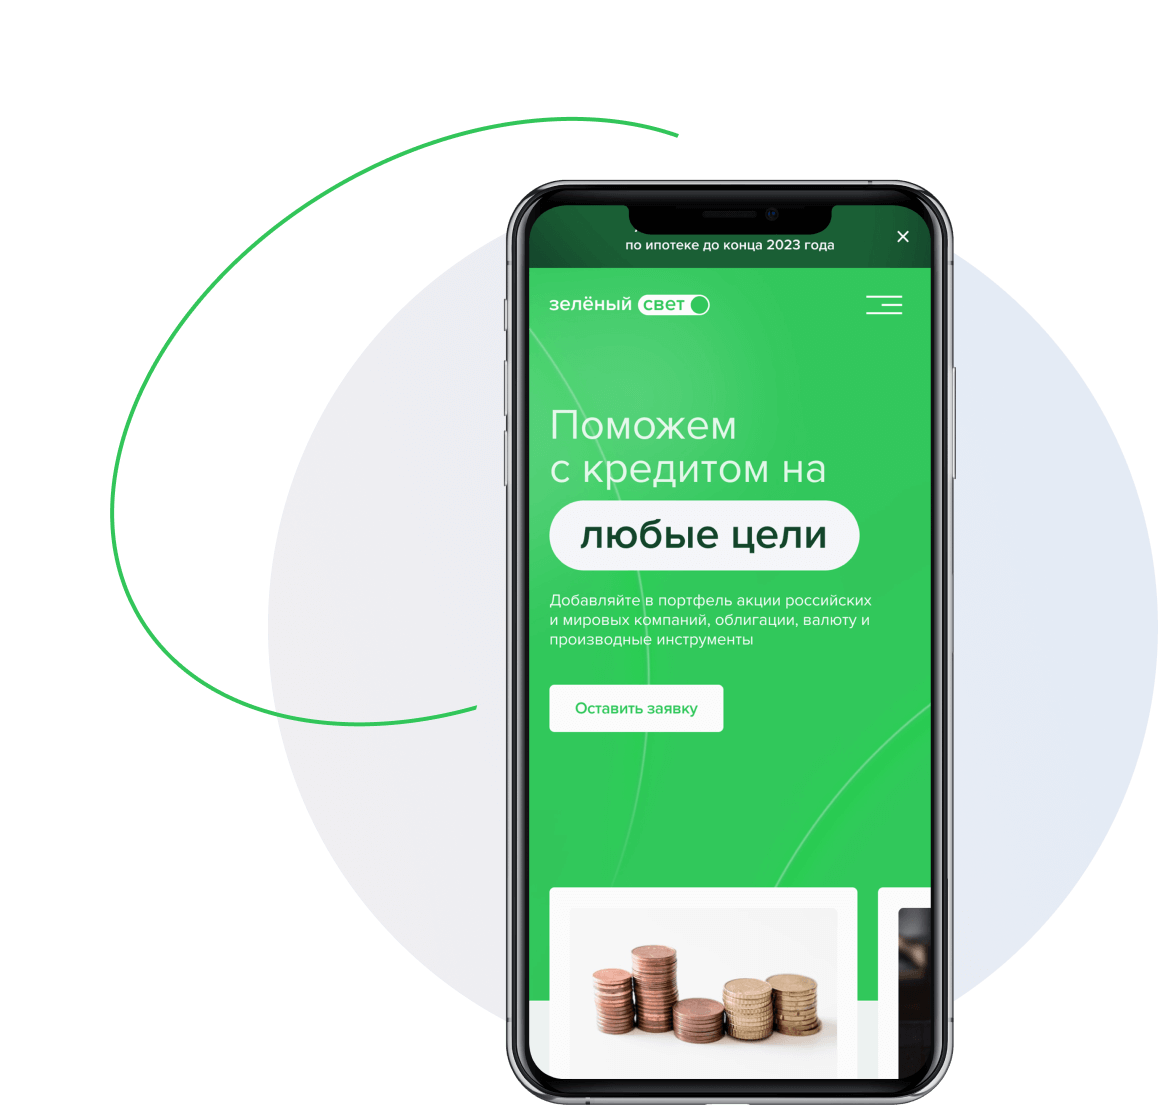 по ипотеке до конца 2023 года
зелёный свет
Поможем
с кредитом на
любые цели
Добавляйте в портфель акции российских
и мировых компаний, облигации, валюту и
производные инструменты
Оставить заявку